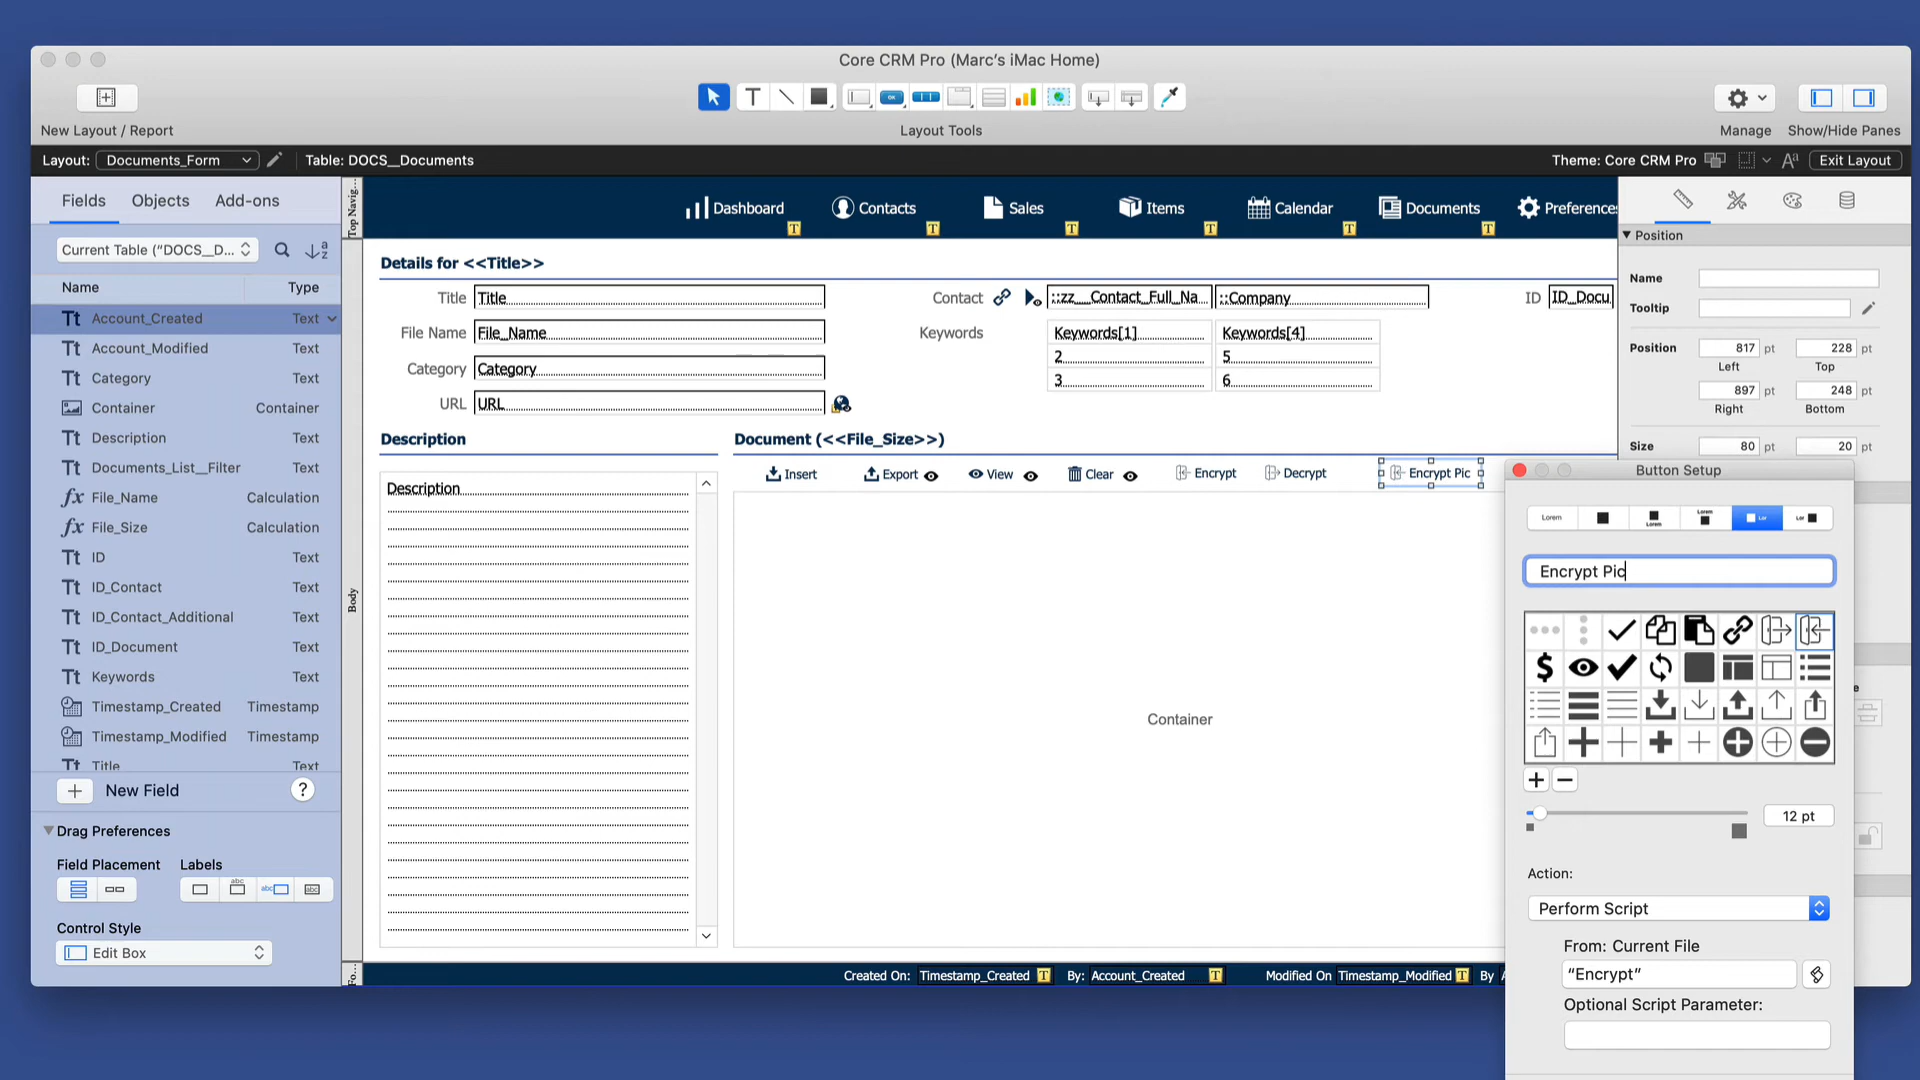 Core CRM Pro (Marc's iMac Home)
New Layout / Report
Layout Tools
Manage
Show/Hide Panes
Layout:
Documents_Form
Table: DOCS__Documents
Theme: Core CRM Pro
Exit Layout
Fields
Objects
Add-ons
Current Table ("DOCS__D...
Name
Type
Account_Created Text
Account_Modified Text
Category Text
Container Container
Description Text
Documents_List__Filter Text
File_Name Calculation
File_Size Calculation
ID Text
ID_Contact Text
ID_Contact_Additional Text
ID_Document Text
Keywords Text
Timestamp_Created Timestamp
Timestamp_Modified Timestamp
Title Text
New Field
?
Drag Preferences
Field Placement
Labels
Control Style
Edit Box
Top Navig...
Body
Fo...
Dashboard
Contacts
Sales
Items
Calendar
Documents
Preferences
Details for <<Title>>
Title
Title
Contact
::zz__Contact_Full_Na...
::Company
ID
ID_Docu
File Name
File_Name
Keywords
Keywords[1]
Keywords[4]
2
5
3
6
Category
Category
URL
URL
Description
Document (<<File_Size>>)
Insert
Export
View
Clear
Encrypt
Decrypt
Encrypt Pic
Description
Container
Created On: Timestamp_Created
By: Account_Created
Modified On Timestamp_Modified
By
Position
Name
Tooltip
Position
817 pt
228 pt
Left
Top
897 pt
248 pt
Right
Bottom
Size
80 pt
20 pt
Button Setup
Lorem
Encrypt Pic
12 pt
Action:
Perform Script
From: Current File
"Encrypt"
Optional Script Parameter: